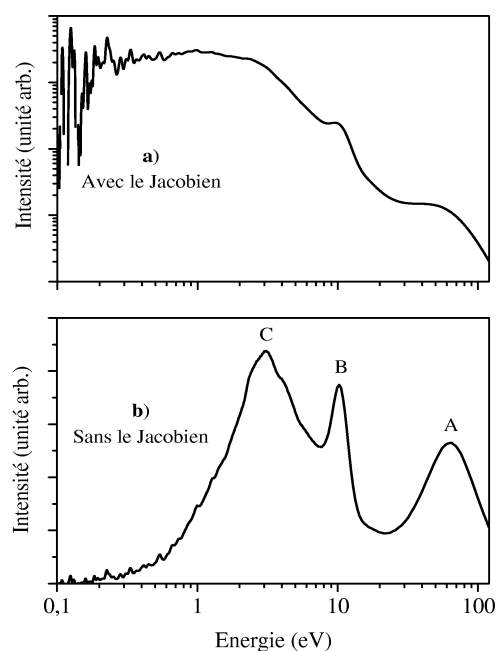 Intensité (unité arb.)
a)
Avec le Jacobien
Intensité (unité arb.)
C
B
A
b)
Sans le Jacobien
0,1 1 10 100
Energie (eV)